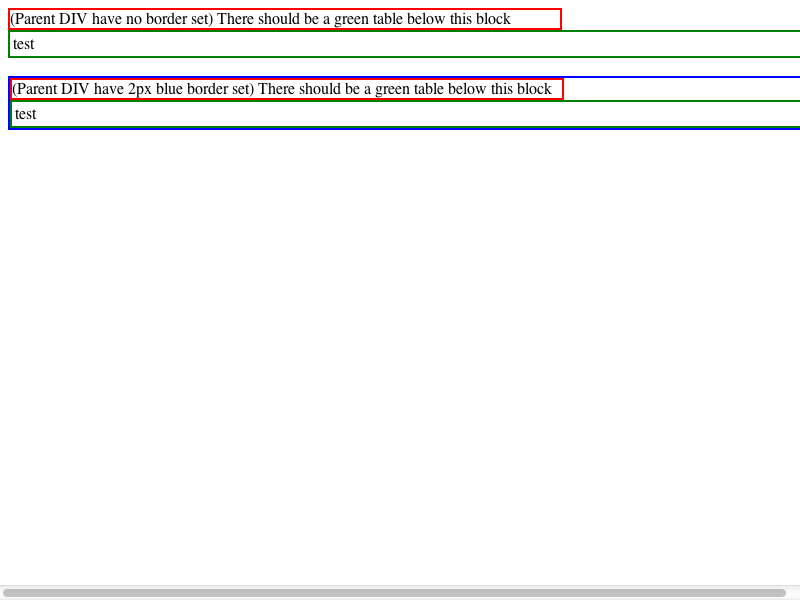 (Parent DIV have no border set) There should be a green table below this block
test
(Parent DIV have 2px blue border set) There should be a green table below this block
test